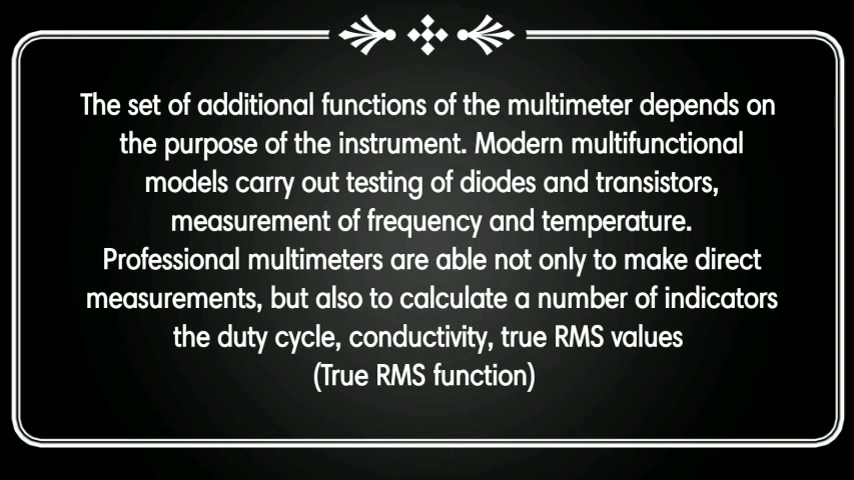 The set of additional functions of the multimeter depends on
the purpose of the instrument. Modern multifunctional
models carry out testing of diodes and transistors,
measurement of frequency and temperature.
Professional multimeters are able not only to make direct
measurements, but also to calculate a number of indicators
the duty cycle, conductivity, true RMS values
(True RMS function)